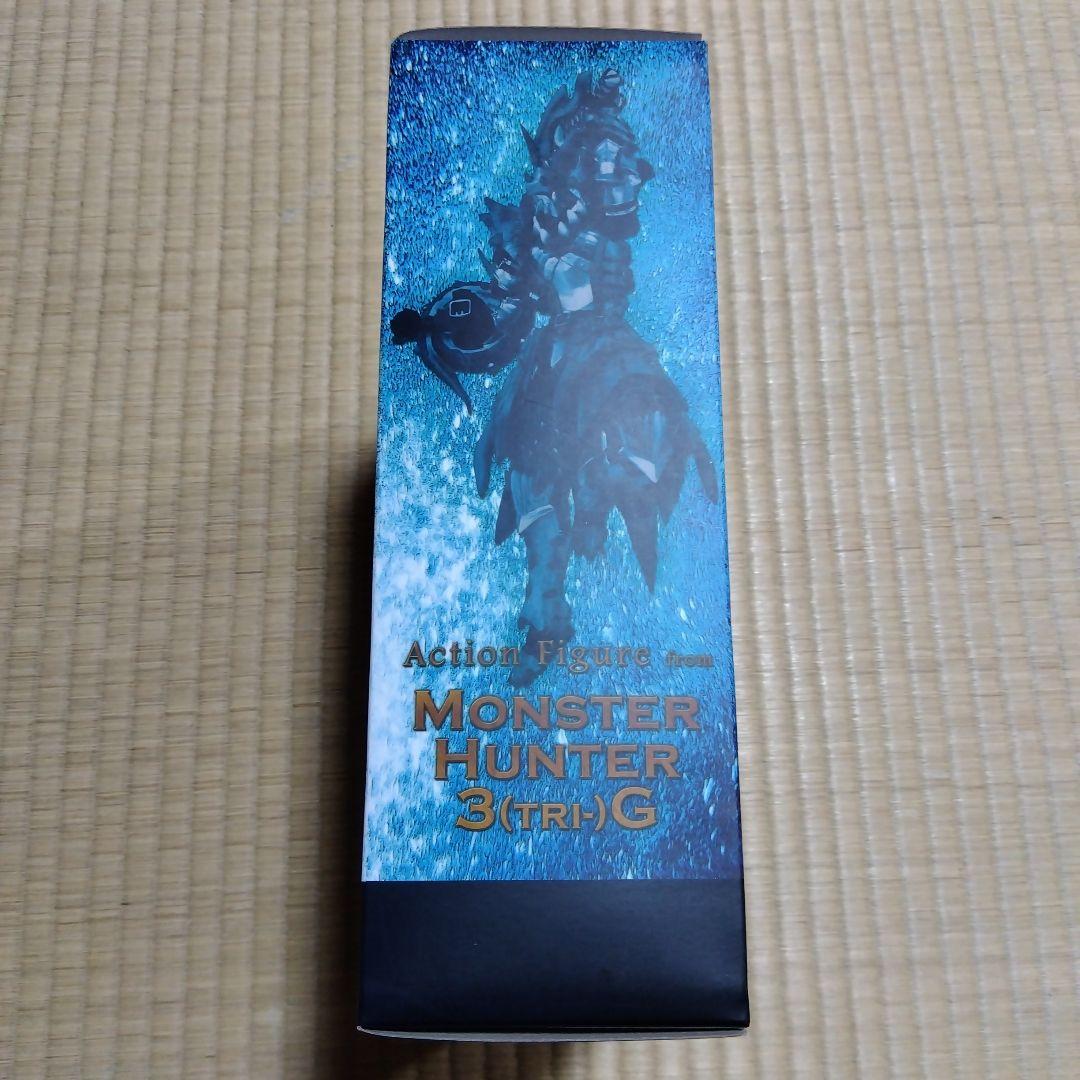 Action Figure from
MONSTER
HUNTER
3(TRI-)G